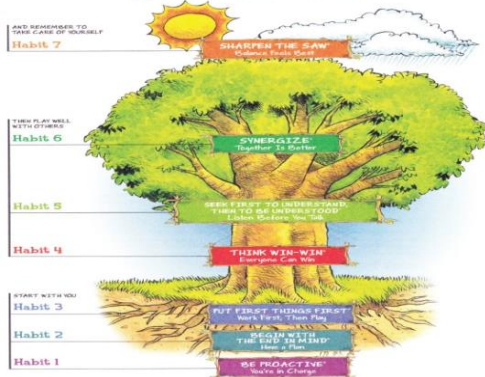 AND REMEMBER TO
TAKE CARE OF YOURSELF
Habit 7
SHARPEN THE SAW®
Balance Feels Best
THEN PLAY WELL
WITH OTHERS
Habit 6
SYNERGIZE®
Together Is Better
Habit 5
SEEK FIRST TO UNDERSTAND,
THEN TO BE UNDERSTOOD®
Listen Before You Talk
Habit 4
THINK WIN-WIN®
Everyone Can Win
START WITH YOU
Habit 3
PUT FIRST THINGS FIRST®
Work First, Then Play
Habit 2
BEGIN WITH
THE END IN MIND®
Have a Plan
Habit 1
BE PROACTIVE®
You're in Charge